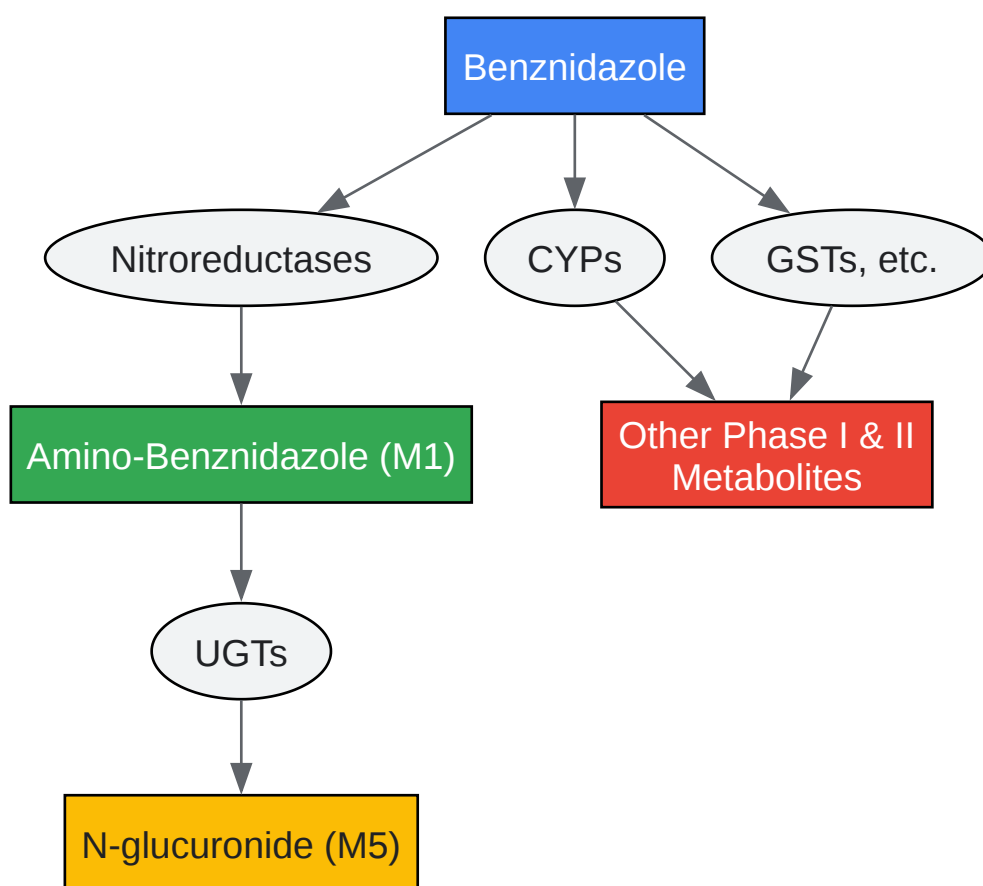 Benznidazole
Nitroreductases
CYPs
GSTs, etc.
Amino-Benznidazole (M1)
Other Phase I & II
Metabolites
UGTs
N-glucuronide (M5)